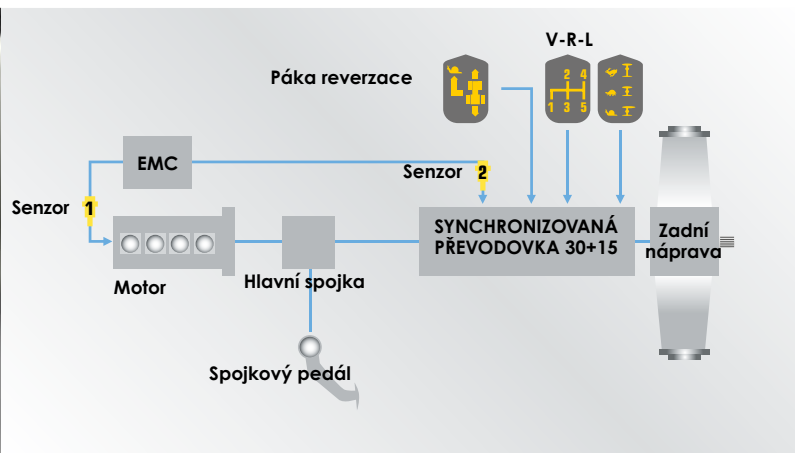 V-R-L
Páka reverzace
2 4
1 3 5
EMC
Senzor 2
Senzor 1
SYNCHRONIZOVANÁ
PŘEVODOVKA 30+15
Zadní
náprava
Motor
Hlavní spojka
Spojkový pedál